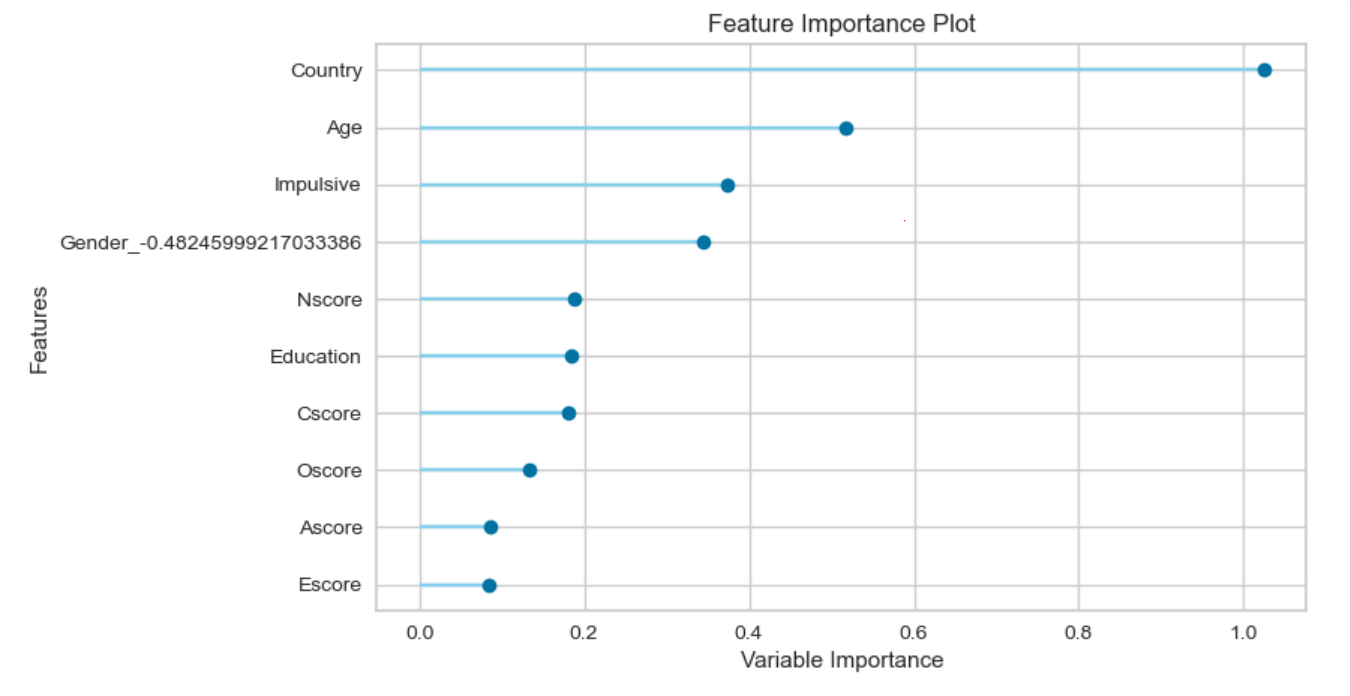 Feature Importance Plot
Country
Age
Impulsive
Gender_-0.48245999217033386
Nscore
Education
Cscore
Oscore
Ascore
Escore
Features
0.0 0.2 0.4 0.6 0.8 1.0
Variable Importance